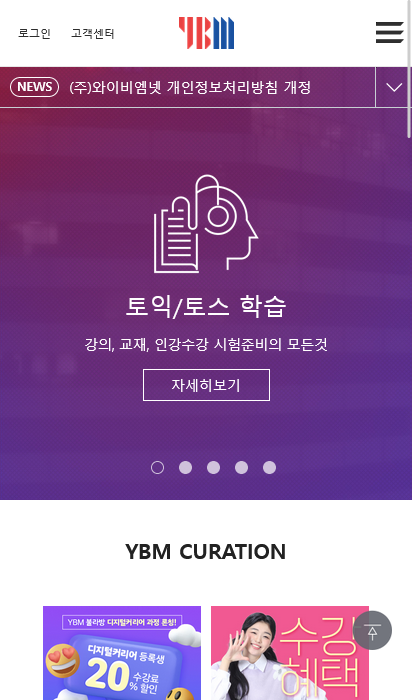 로그인 고객센터
YBM
NEWS (주)와이비엠넷 개인정보처리방침 개정
토익/토스 학습
강의, 교재, 인강수강 시험준비의 모든것
자세히보기
YBM CURATION
YBM 블라방 디지털커리어 과정 론칭!
디지털커리어 등록생
20% 수강료 할인
수강
혜택